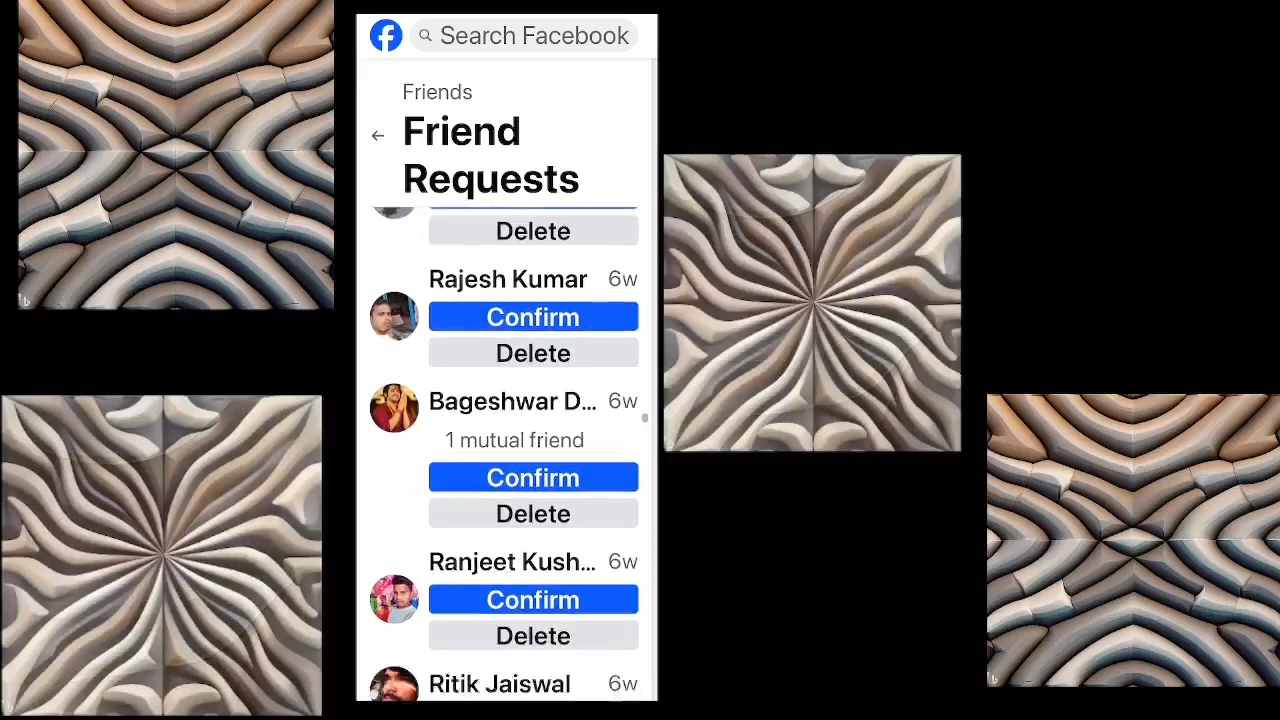 Search Facebook
Friends
Friend
Requests
Delete
Rajesh Kumar 6w
Confirm
Delete
Bageshwar D... 6w
1 mutual friend
Confirm
Delete
Ranjeet Kush... 6w
Confirm
Delete
Ritik Jaiswal 6w